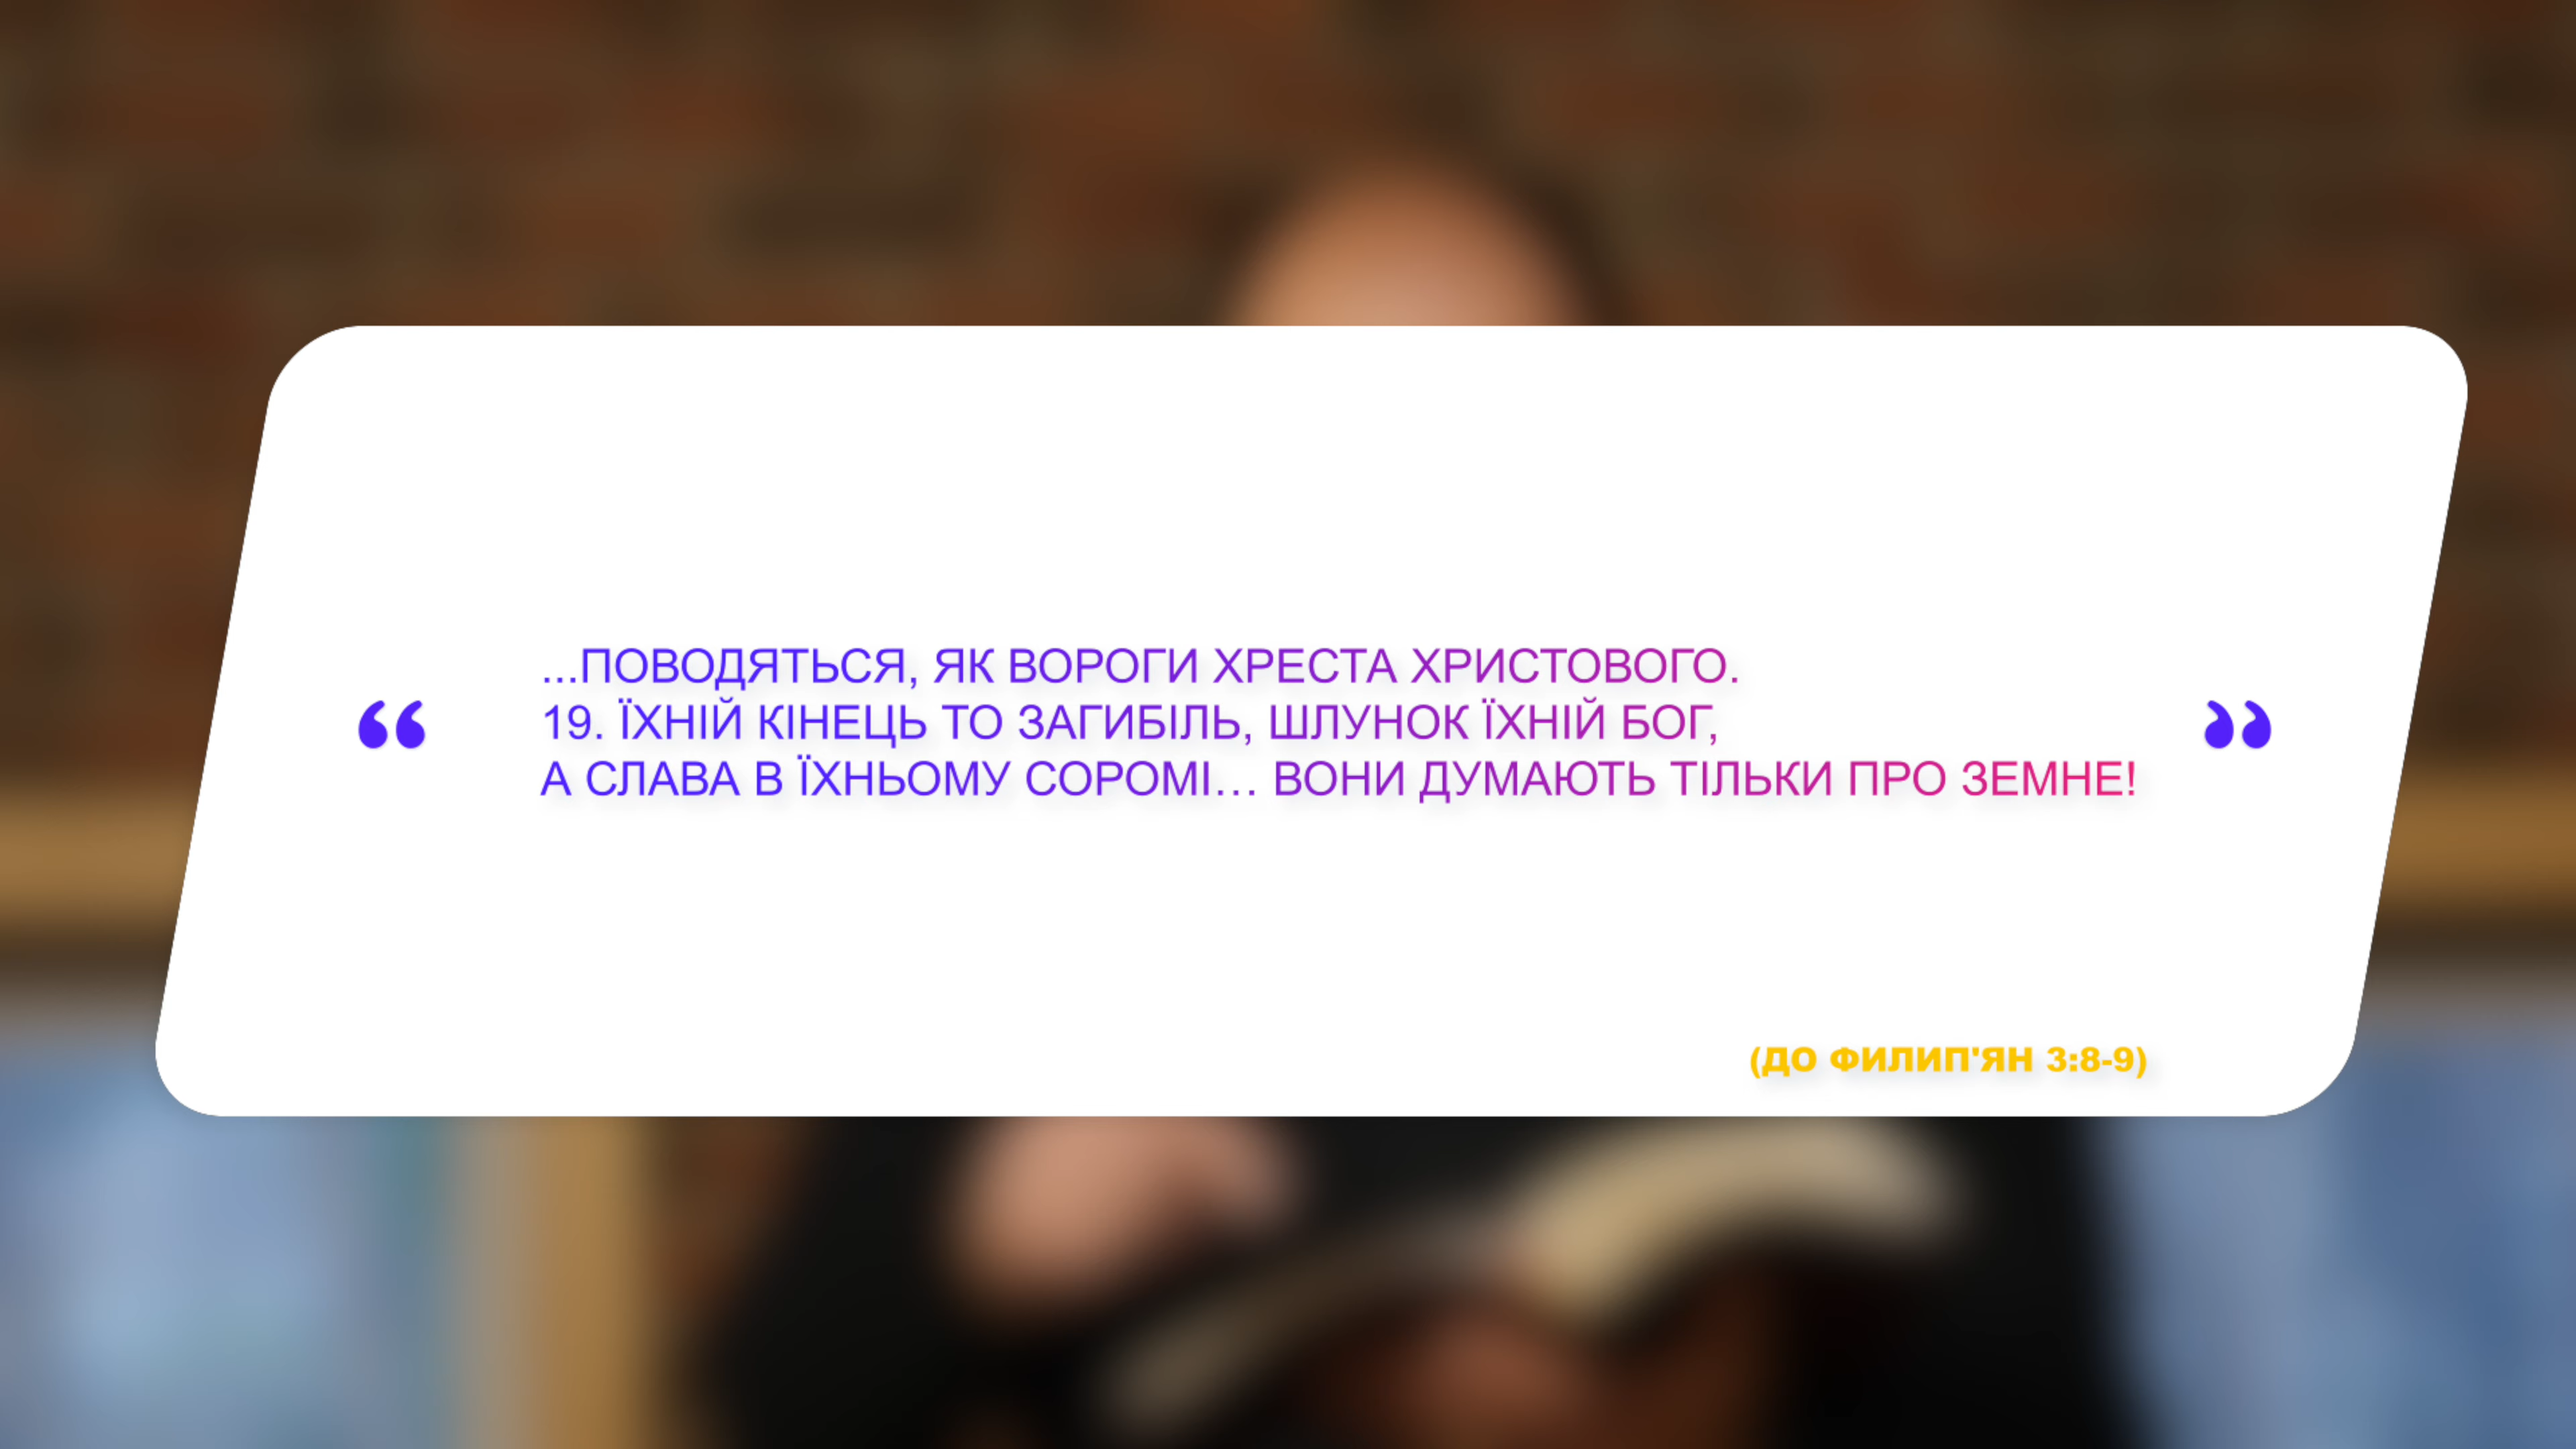 “ ...ПОВОДЯТЬСЯ, ЯК ВОРОГИ ХРЕСТА ХРИСТОВОГО.
19. ЇХНІЙ КІНЕЦЬ ТО ЗАГИБІЛЬ, ШЛУНОК ЇХНІЙ БОГ,
А СЛАВА В ЇХНЬОМУ СОРОМІ… ВОНИ ДУМАЮТЬ ТІЛЬКИ ПРО ЗЕМНЕ! ”
(ДО ФИЛИП'ЯН 3:8-9)